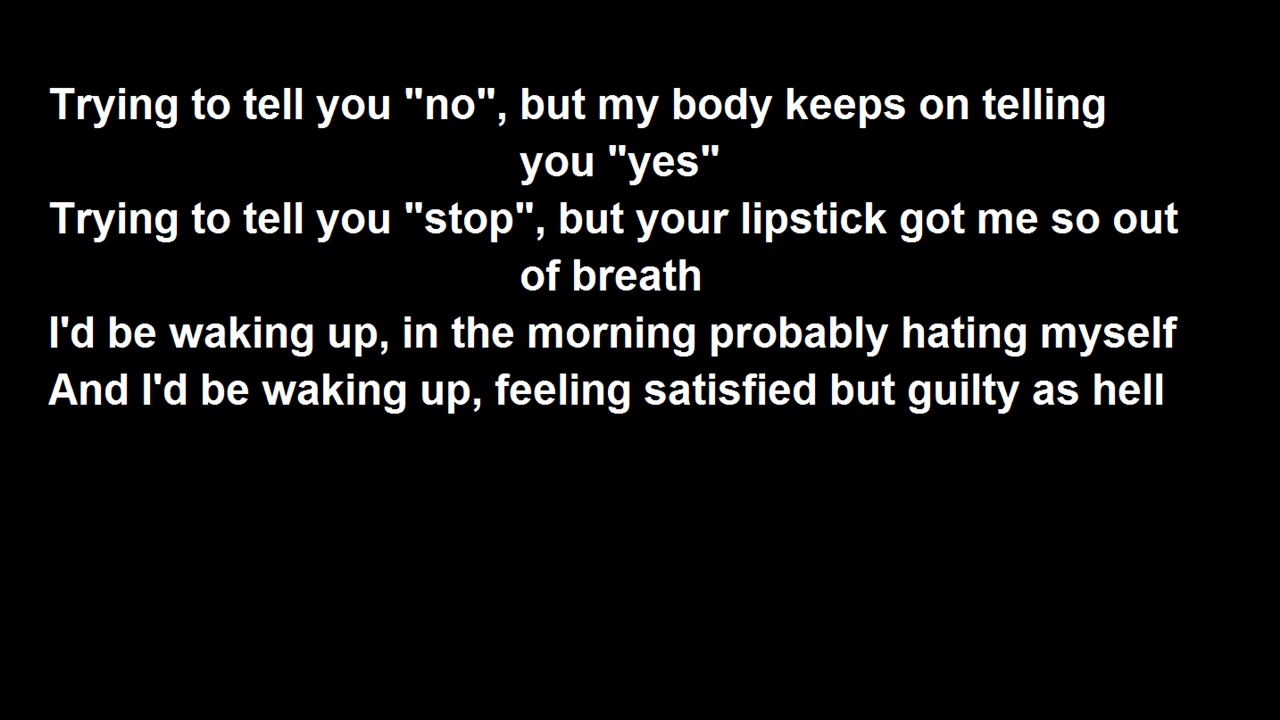 Trying to tell you "no", but my body keeps on telling
you "yes"
Trying to tell you "stop", but your lipstick got me so out
of breath
I'd be waking up, in the morning probably hating myself
And I'd be waking up, feeling satisfied but guilty as hell